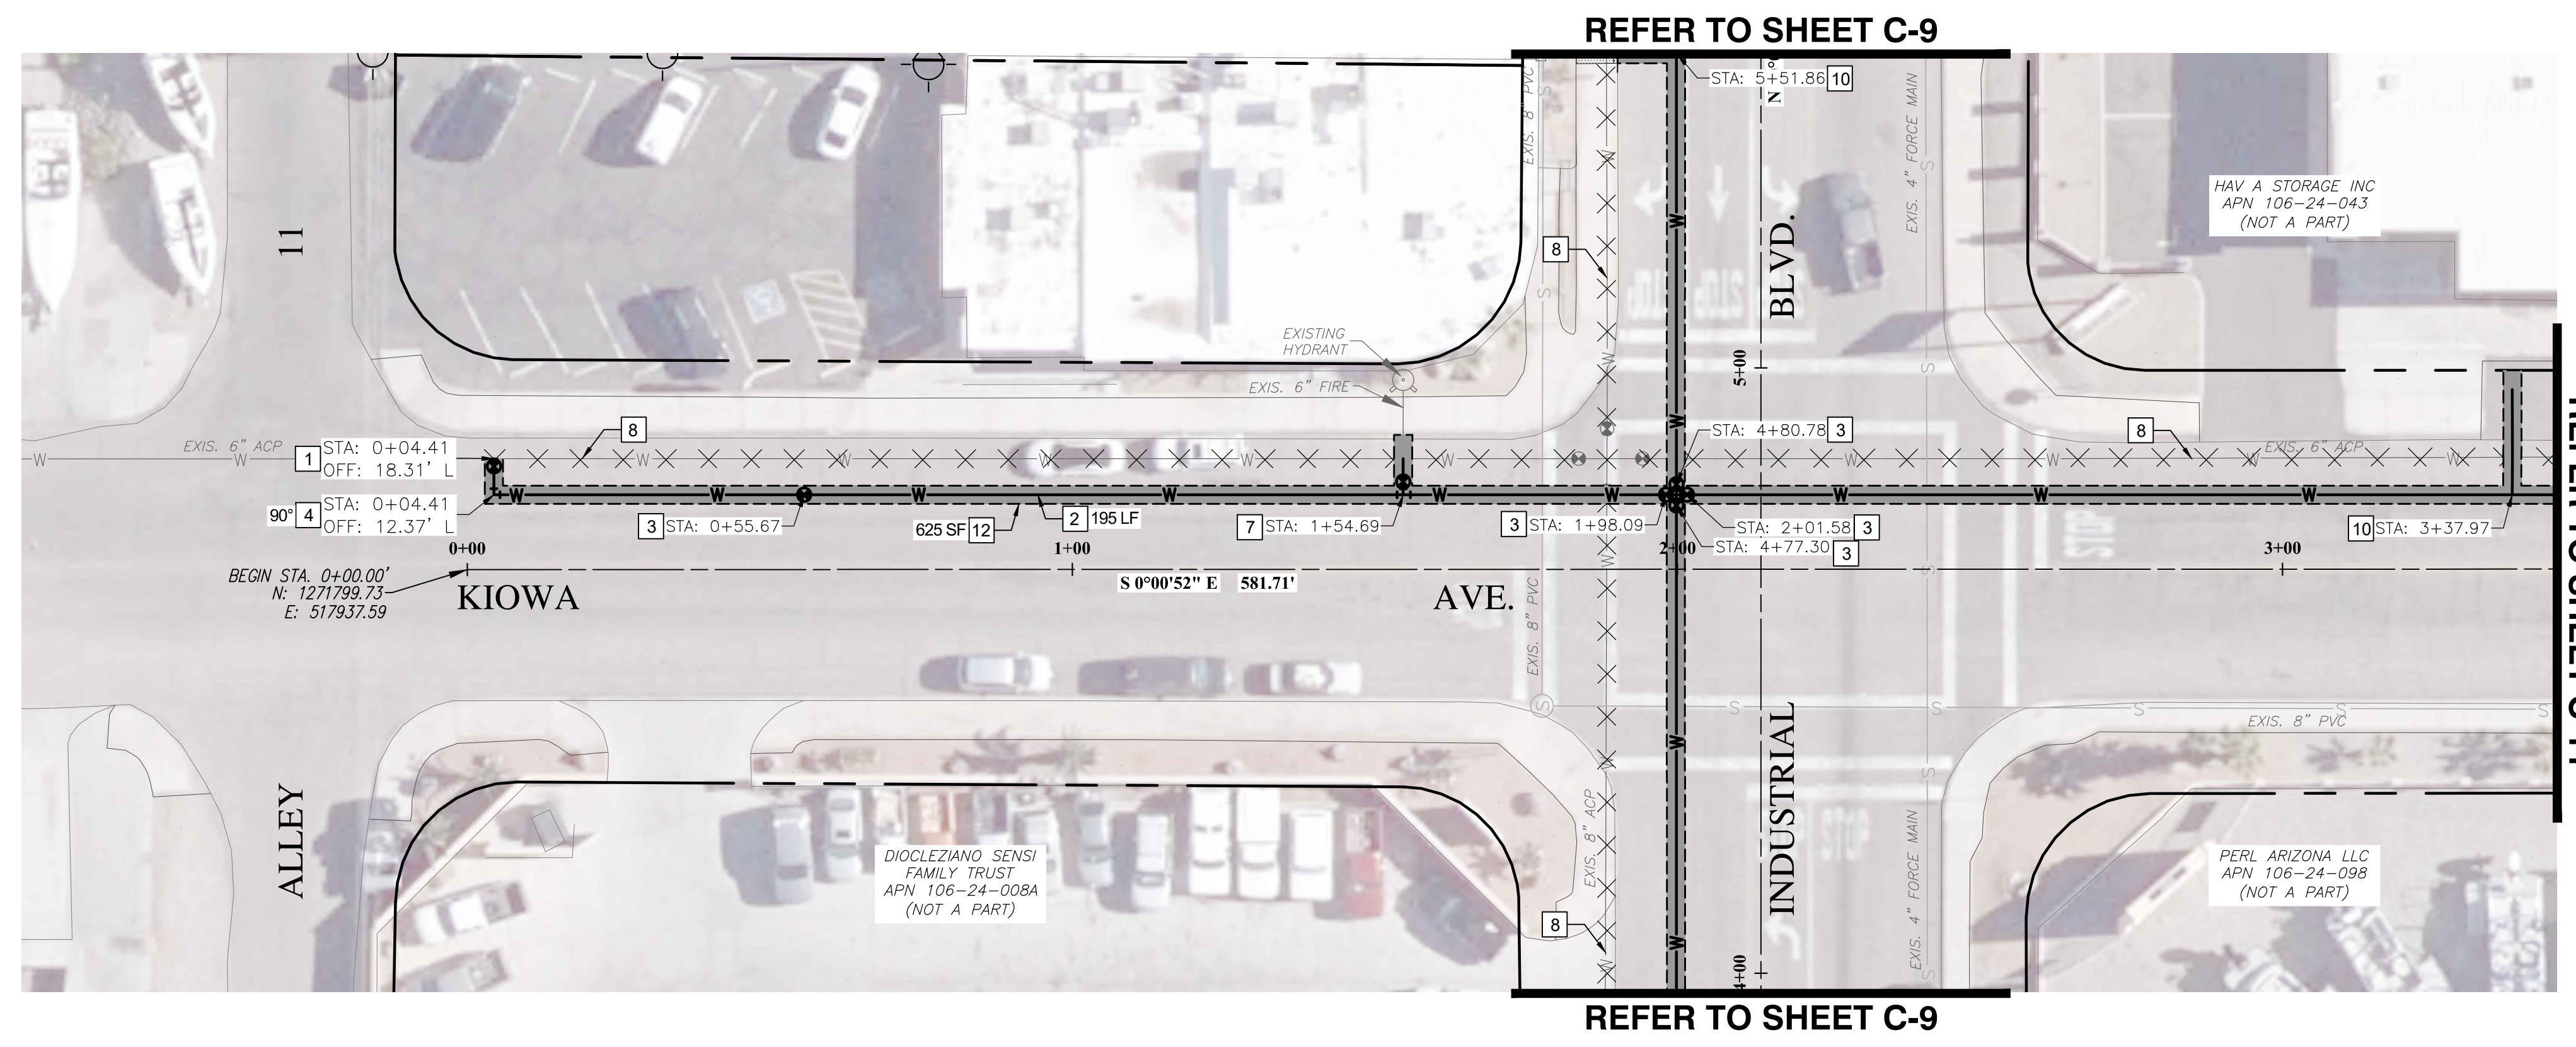 REFER TO SHEET C-9
STA: 5+51.86 10
N
EXIS. 8" PVC
EXIS. 4" FORCE MAIN
HAV A STORAGE INC
APN 106-24-043
(NOT A PART)
11
8
BLVD.
STOP
STOP
EXISTING
HYDRANT
EXIS. 6" FIRE
5+00
EXIS. 6" ACP
1 STA: 0+04.41
OFF: 18.31' L
8
STA: 4+80.78 3
8
EXIS. 6" ACP
90° 4 STA: 0+04.41
OFF: 12.37' L
3 STA: 0+55.67
625 SF 12
2 195 LF
7 STA: 1+54.69
3 STA: 1+98.09
STA: 2+01.58 3
STA: 4+77.30 3
STOP
10 STA: 3+37.97
0+00
1+00
2+00
3+00
BEGIN STA. 0+00.00'
N: 1271799.73
E: 517937.59
KIOWA
S 0°00'52" E 581.71'
AVE.
EXIS. 8" PVC
EXIS. 8" PVC
INDUSTRIAL
ALLEY
STOP
EXIS. 8" ACP
EXIS. 4" FORCE MAIN
DIOCLEZIANO SENSI
FAMILY TRUST
APN 106-24-008A
(NOT A PART)
PERL ARIZONA LLC
APN 106-24-098
(NOT A PART)
8
4+00
REFER TO SHEET C-9